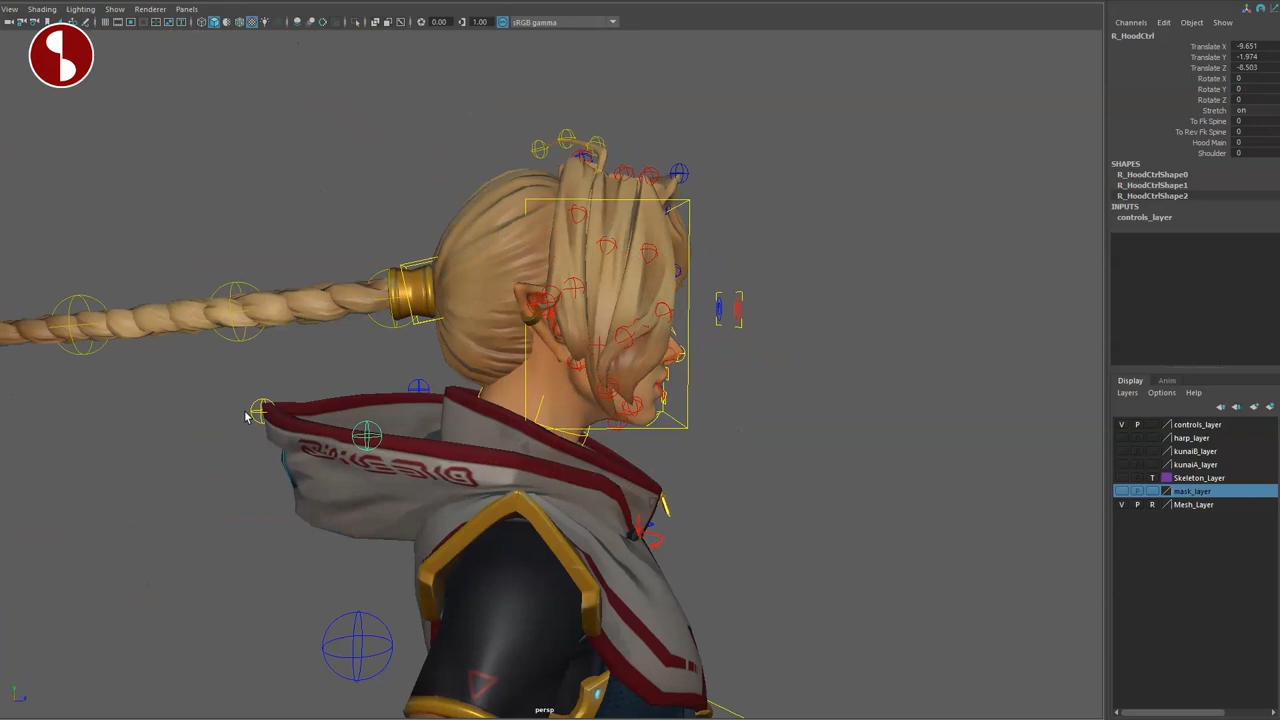 View Shading Lighting Show Renderer Panels
0.00 1.00 sRGB gamma
Channels Edit Object Show
R_HoodCtrl
Translate X -9.651
Translate Y -1.974
Translate Z -8.503
Rotate X 0
Rotate Y 0
Rotate Z 0
Stretch on
To Fk Spine 0
To Rev Fk Spine 0
Hood Main 0
Shoulder 0
SHAPES
R_HoodCtrlShape0
R_HoodCtrlShape1
R_HoodCtrlShape2
INPUTS
controls_layer
Display Anim
Layers Options Help
V P controls_layer
harp_layer
kunaiB_layer
kunaiA_layer
T Skeleton_Layer
mask_layer
V P R Mesh_Layer
persp